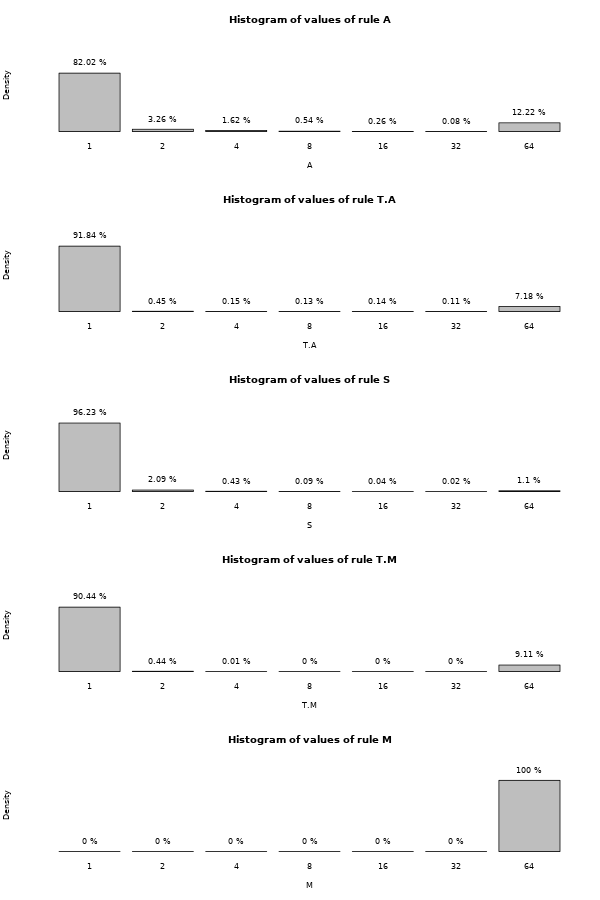 Histogram of values of rule A
Density
82.02 % 3.26 % 1.62 % 0.54 % 0.26 % 0.08 % 12.22 %
1 2 4 8 16 32 64
A
Histogram of values of rule T.A
Density
91.84 % 0.45 % 0.15 % 0.13 % 0.14 % 0.11 % 7.18 %
1 2 4 8 16 32 64
T.A
Histogram of values of rule S
Density
96.23 % 2.09 % 0.43 % 0.09 % 0.04 % 0.02 % 1.1 %
1 2 4 8 16 32 64
S
Histogram of values of rule T.M
Density
90.44 % 0.44 % 0.01 % 0 % 0 % 0 % 9.11 %
1 2 4 8 16 32 64
T.M
Histogram of values of rule M
Density
0 % 0 % 0 % 0 % 0 % 0 % 100 %
1 2 4 8 16 32 64
M